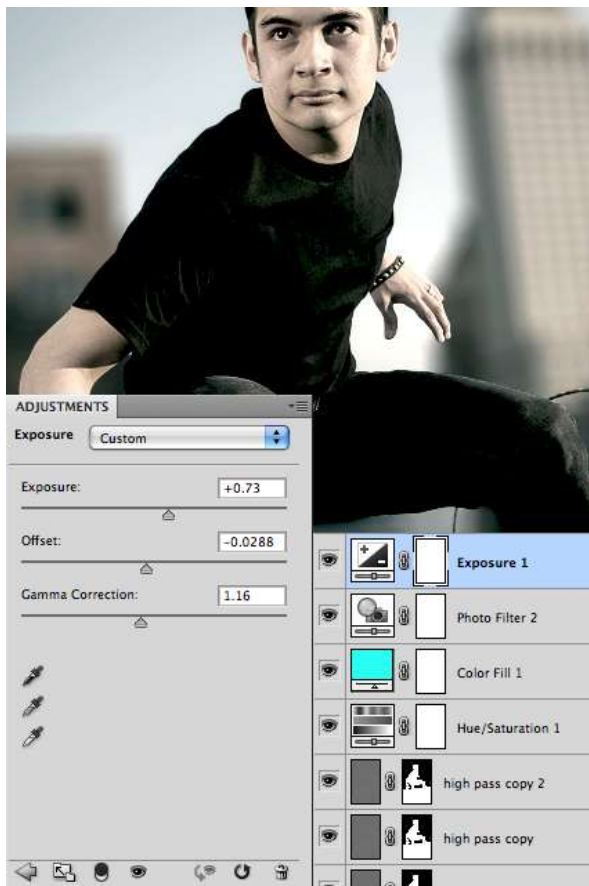 ADJUSTMENTS
Exposure Custom
Exposure: +0.73
Offset: -0.0288
Gamma Correction: 1.16
Exposure 1
Photo Filter 2
Color Fill 1
Hue/Saturation 1
high pass copy 2
high pass copy